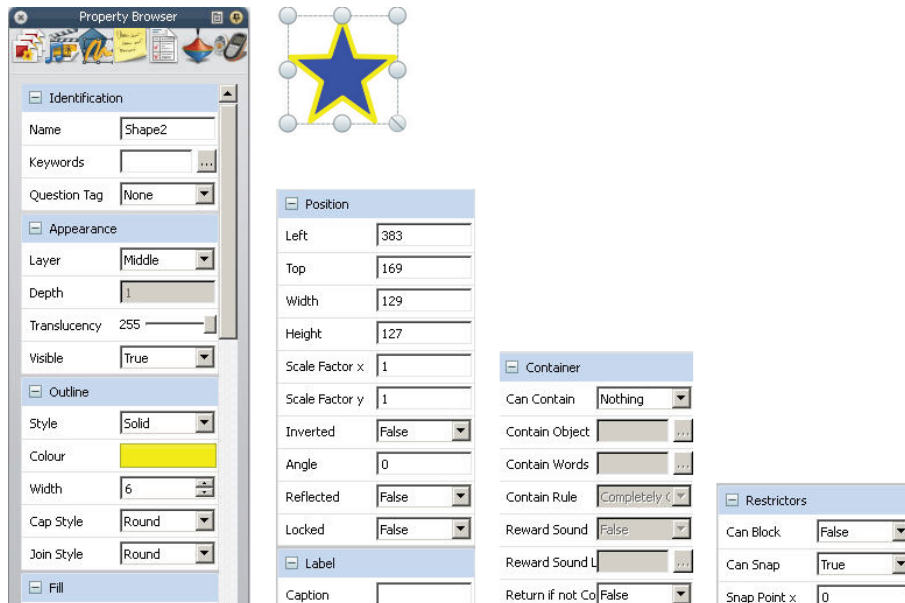 Property Browser
Identification
Name Shape2
Keywords ...
Question Tag None
Appearance
Layer Middle
Depth 1
Translucency 255
Visible True
Outline
Style Solid
Colour
Width 6
Cap Style Round
Join Style Round
Fill
Position
Left 383
Top 169
Width 129
Height 127
Scale Factor x 1
Scale Factor y 1
Inverted False
Angle 0
Reflected False
Locked False
Label
Caption
Container
Can Contain Nothing
Contain Object ...
Contain Words ...
Contain Rule Completely C
Reward Sound False
Reward Sound L ...
Return if not Co False
Restrictors
Can Block False
Can Snap True
Snap Point x 0